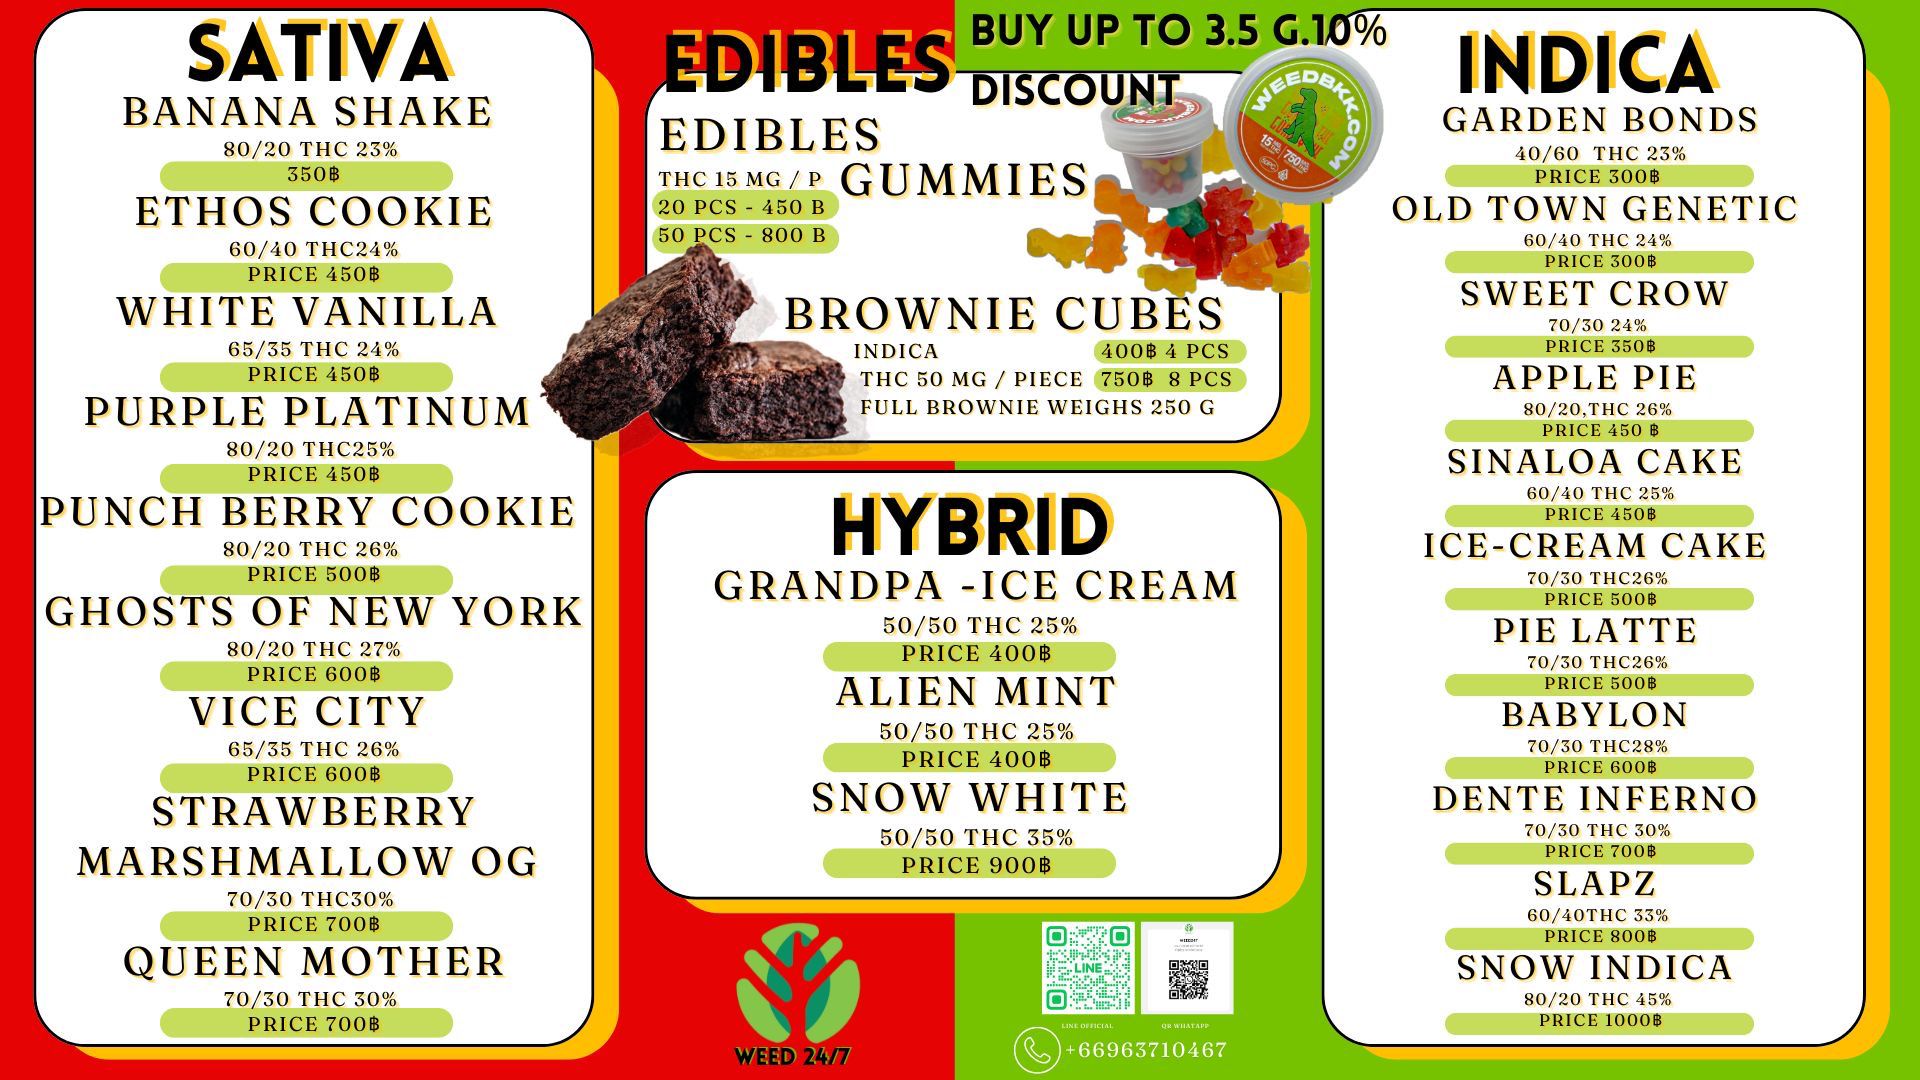 SATIVA
BANANA SHAKE
80/20 THC 23%
350฿
ETHOS COOKIE
60/40 THC24%
PRICE 450฿
WHITE VANILLA
65/35 THC 24%
PRICE 450฿
PURPLE PLATINUM
80/20 THC25%
PRICE 450฿
PUNCH BERRY COOKIE
80/20 THC 26%
PRICE 500฿
GHOSTS OF NEW YORK
80/20 THC 27%
PRICE 600฿
VICE CITY
65/35 THC 26%
PRICE 600฿
STRAWBERRY
MARSHMALLOW OG
70/30 THC30%
PRICE 700฿
QUEEN MOTHER
70/30 THC 30%
PRICE 700฿
EDIBLES
BUY UP TO 3.5 G.10%
DISCOUNT
EDIBLES
GUMMIES
THC 15 MG / P
20 PCS - 450 B
50 PCS - 800 B
WEEDBKK.COM
15 MG THC
750 MG
50PC
BROWNIE CUBES
INDICA
400฿ 4 PCS
THC 50 MG / PIECE
750฿ 8 PCS
FULL BROWNIE WEIGHS 250 G
HYBRID
GRANDPA -ICE CREAM
50/50 THC 25%
PRICE 400฿
ALIEN MINT
50/50 THC 25%
PRICE 400฿
SNOW WHITE
50/50 THC 35%
PRICE 900฿
WEED 24/7
LINE
WEED247
LINE OFFICIAL
QR WHATAPP
+66963710467
INDICA
GARDEN BONDS
40/60 THC 23%
PRICE 300฿
OLD TOWN GENETIC
60/40 THC 24%
PRICE 300฿
SWEET CROW
70/30 24%
PRICE 350฿
APPLE PIE
80/20,THC 26%
PRICE 450 ฿
SINALOA CAKE
60/40 THC 25%
PRICE 450฿
ICE-CREAM CAKE
70/30 THC26%
PRICE 500฿
PIE LATTE
70/30 THC26%
PRICE 500฿
BABYLON
70/30 THC28%
PRICE 600฿
DENTE INFERNO
70/30 THC 30%
PRICE 700฿
SLAPZ
60/40THC 33%
PRICE 800฿
SNOW INDICA
80/20 THC 45%
PRICE 1000฿